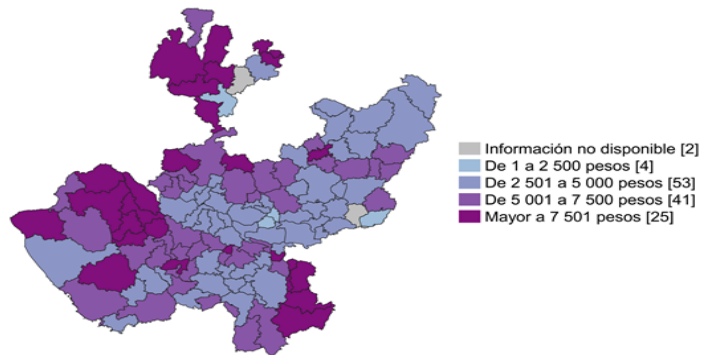 Información no disponible [2]
De 1 a 2 500 pesos [4]
De 2 501 a 5 000 pesos [53]
De 5 001 a 7 500 pesos [41]
Mayor a 7 501 pesos [25]